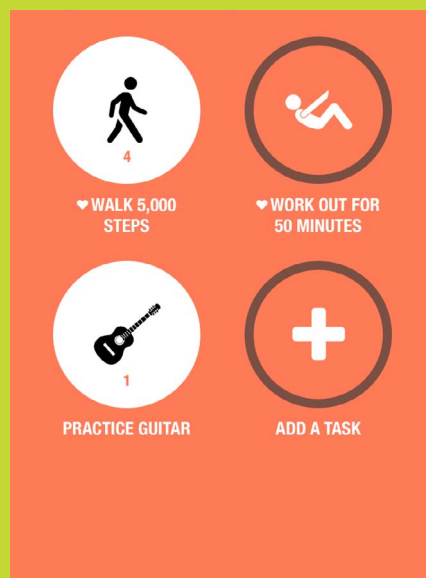 4
♥WALK 5,000
STEPS
♥WORK OUT FOR
50 MINUTES
1
PRACTICE GUITAR
ADD A TASK